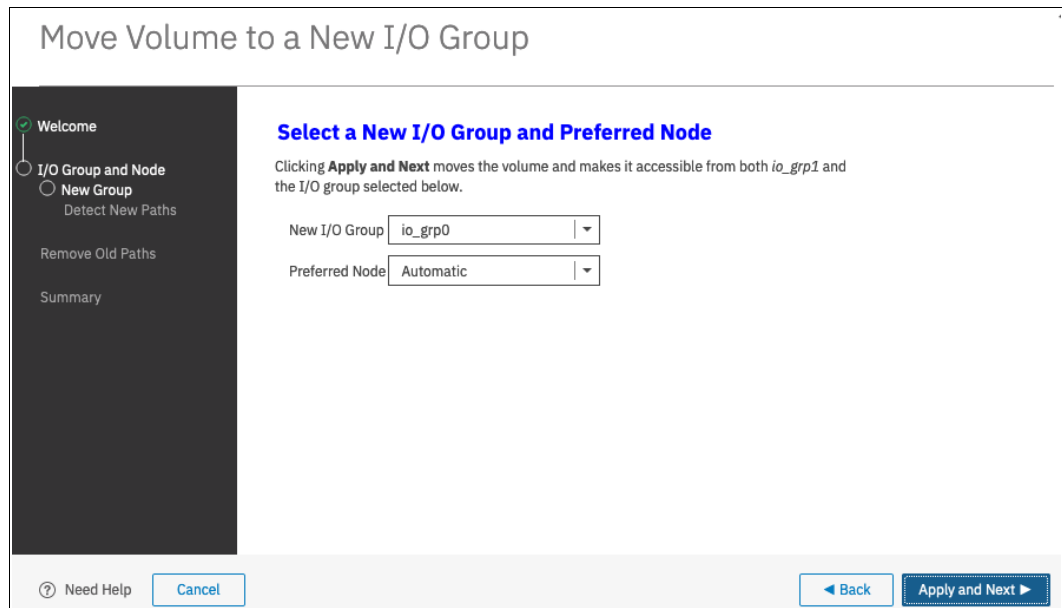 Move Volume to a New I/O Group
Welcome
I/O Group and Node
New Group
Detect New Paths
Remove Old Paths
Summary
Select a New I/O Group and Preferred Node
Clicking Apply and Next moves the volume and makes it accessible from both io_grp1 and
the I/O group selected below.
New I/O Group io_grp0
Preferred Node Automatic
? Need Help Cancel ◀ Back Apply and Next ▶